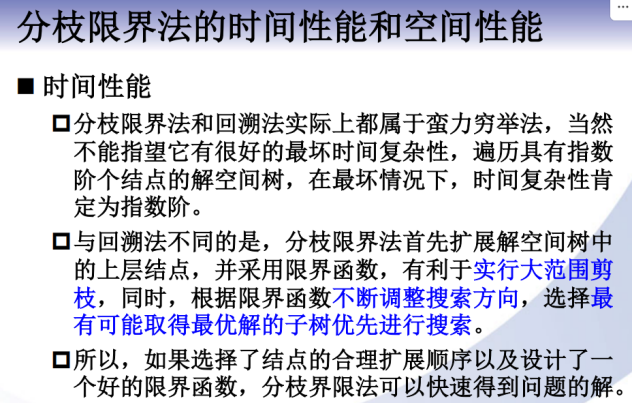 分枝限界法的时间性能和空间性能
■ 时间性能
分枝限界法和回溯法实际上都属于蛮力穷举法，当然
不能指望它有很好的最坏时间复杂性，遍历具有指数
阶个结点的解空间树，在最坏情况下，时间复杂性肯
定为指数阶。
与回溯法不同的是，分枝限界法首先扩展解空间树中
的上层结点，并采用限界函数，有利于实行大范围剪
枝，同时，根据限界函数不断调整搜索方向，选择最
有可能取得最优解的子树优先进行搜索。
所以，如果选择了结点的合理扩展顺序以及设计了一
个好的限界函数，分枝界限法可以快速得到问题的解。